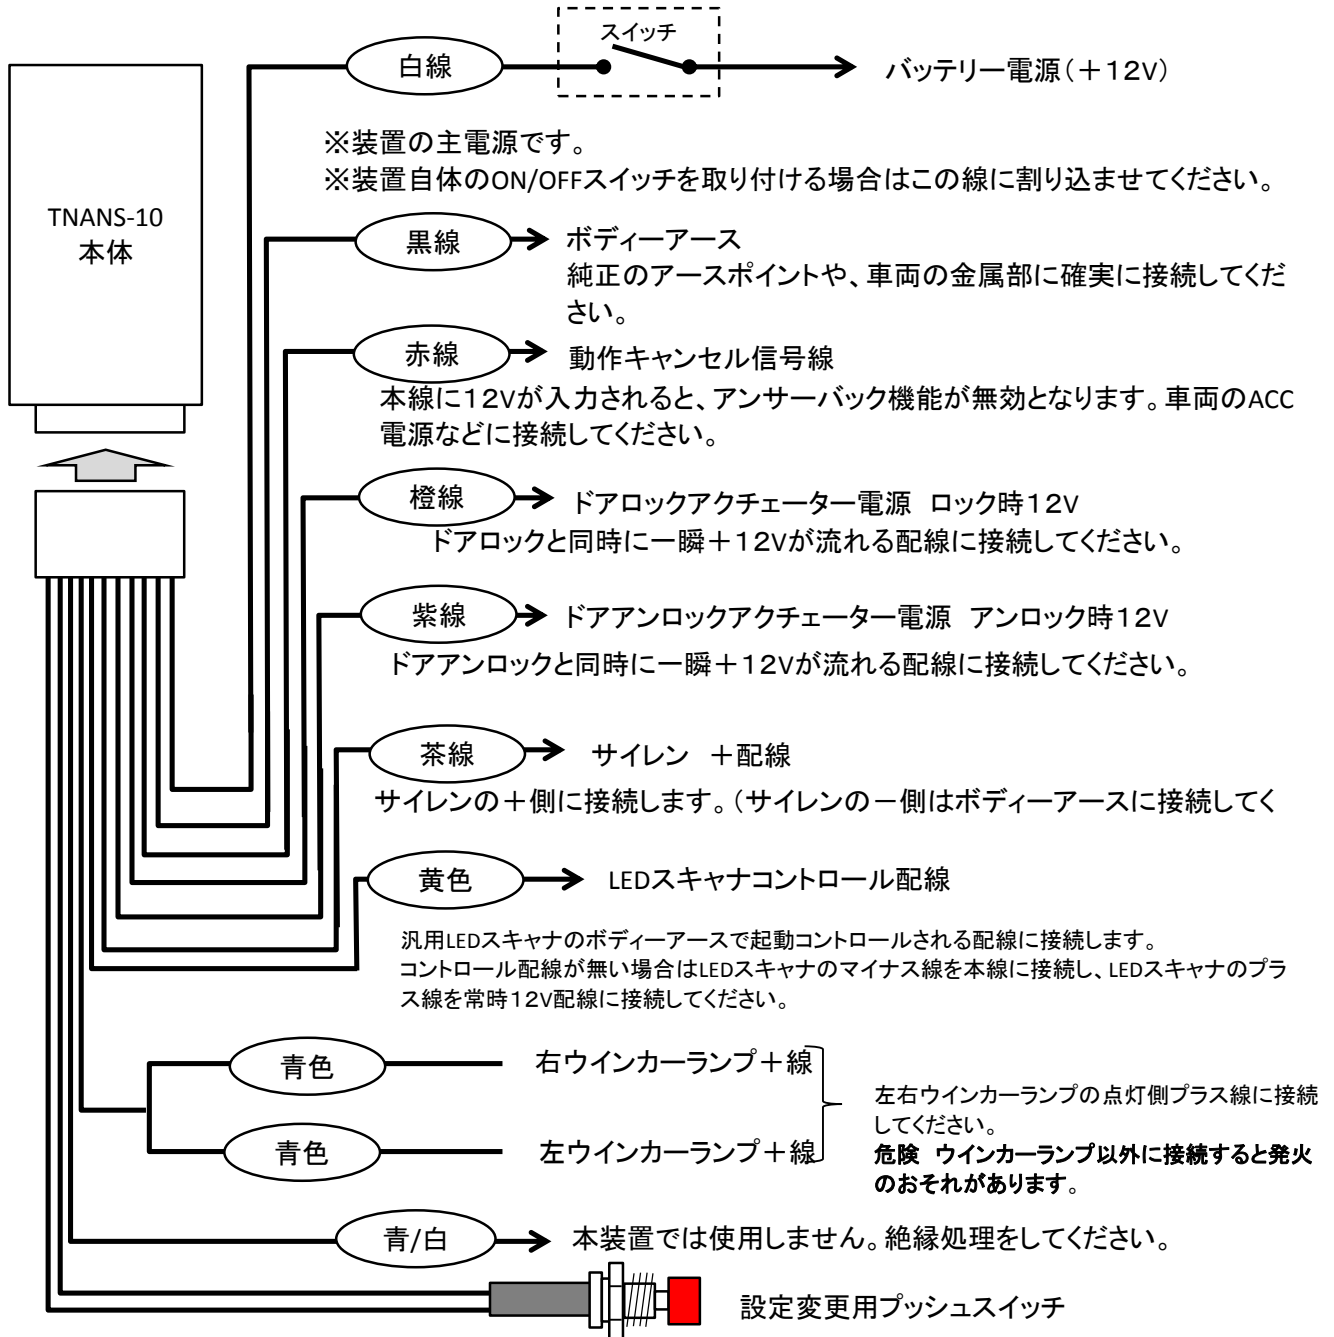 スイッチ
白線
バッテリー電源(+12V)
※装置の主電源です。
※装置自体のON/OFFスイッチを取り付ける場合はこの線に割り込ませてください。
TNANS-10
本体
黒線
ボディーアース
純正のアースポイントや、車両の金属部に確実に接続してくだ
さい。
赤線
動作キャンセル信号線
本線に12Vが入力されると、アンサーバック機能が無効となります。車両のACC
電源などに接続してください。
橙線
ドアロックアクチェーター電源 ロック時12V
ドアロックと同時に一瞬+12Vが流れる配線に接続してください。
紫線
ドアアンロックアクチェーター電源 アンロック時12V
ドアアンロックと同時に一瞬+12Vが流れる配線に接続してください。
茶線
サイレン +配線
サイレンの+側に接続します。(サイレンの-側はボディーアースに接続してく
黄色
LEDスキャナコントロール配線
汎用LEDスキャナのボディーアースで起動コントロールされる配線に接続します。
コントロール配線が無い場合はLEDスキャナのマイナス線を本線に接続し、LEDスキャナのプラ
ス線を常時12V配線に接続してください。
青色
右ウインカーランプ+線
青色
左ウインカーランプ+線
左右ウインカーランプの点灯側プラス線に接続
してください。
危険 ウインカーランプ以外に接続すると発火
のおそれがあります。
青/白
本装置では使用しません。絶縁処理をしてください。
設定変更用プッシュスイッチ